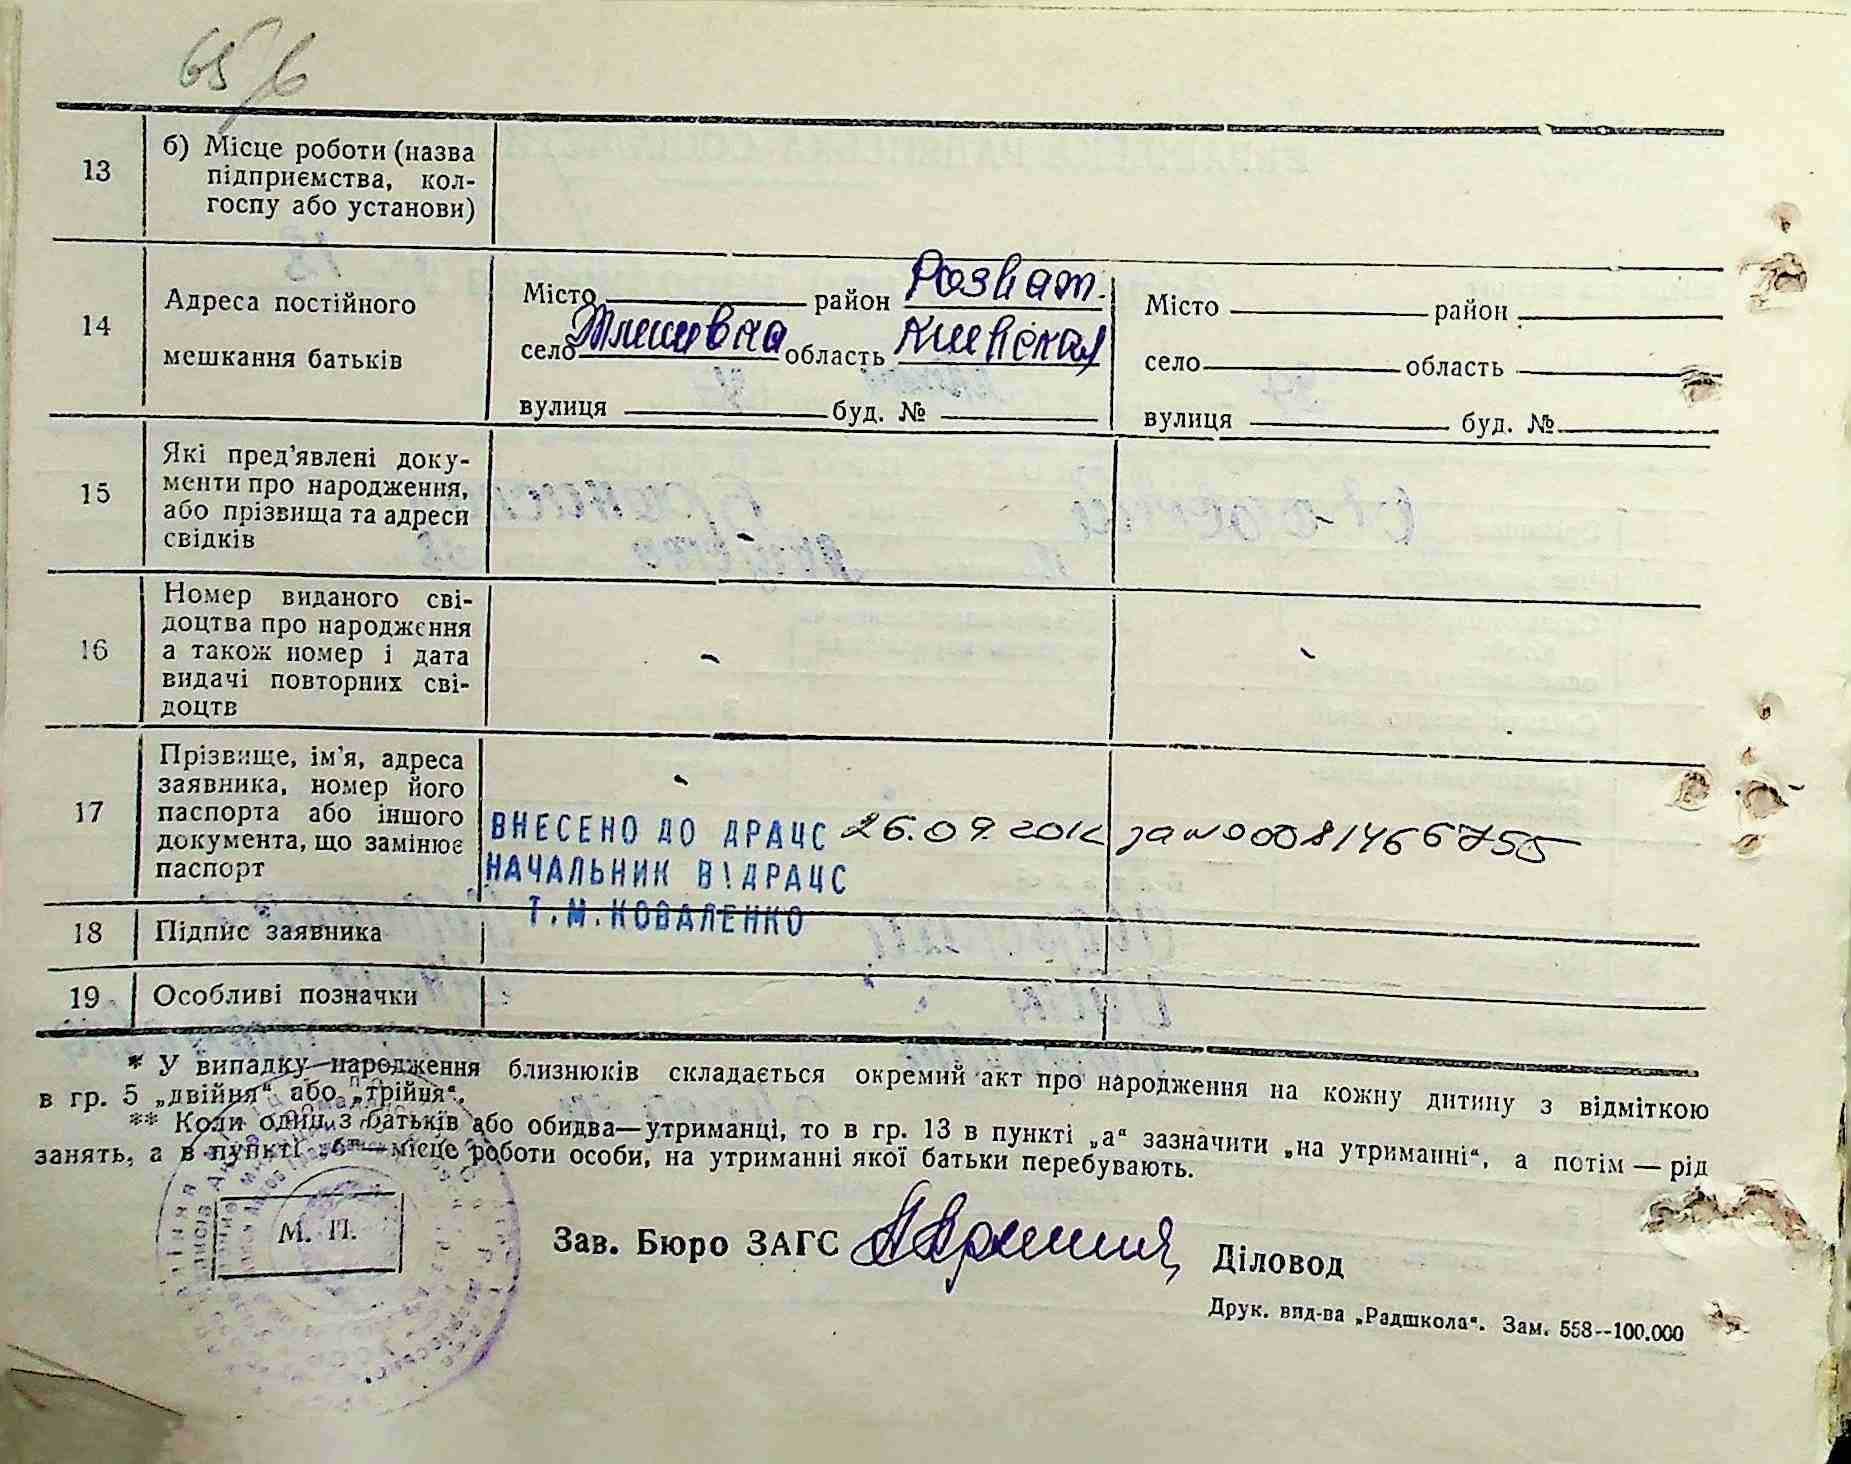 13
б) Місце роботи (назва
підприємства, кол-
госпу або установи)
14
Адреса постійного
мешкання батьків
Місто район Розваж.
село область Киевская
вулиця буд. №
Місто район
село область
вулиця буд. №
15
Які пред'явлені доку-
менти про народження,
або прізвища та адреси
свідків
16
Номер виданого сві-
доцтва про народження
а також номер і дата
видачі повторних сві-
доцтв
-
-
17
Прізвище, ім'я, адреса
заявника, номер його
паспорта або іншого
документа, що замінює
паспорт
ВНЕСЕНО ДО ДРАЦС 26.09.2012 за №00081466755
НАЧАЛЬНИК ВІДРАЦС
Т.М.КОВАЛЕНКО
18
Підпис заявника
19
Особливі позначки
* У випадку народження близнюків складається окремий акт про народження на кожну дитину з відміткою
в гр. 5 „двійня“ або „трійня“.
** Коли один з батьків або обидва—утриманці, то в гр. 13 в пункті „а“ зазначити „на утриманні“, а потім — рід
занять, а в пункті „б“ — місце роботи особи, на утриманні якої батьки перебувають.
М. П.
Зав. Бюро ЗАГС
Діловод
Друк. вид-ва „Радшкола“. Зам. 558--100.000